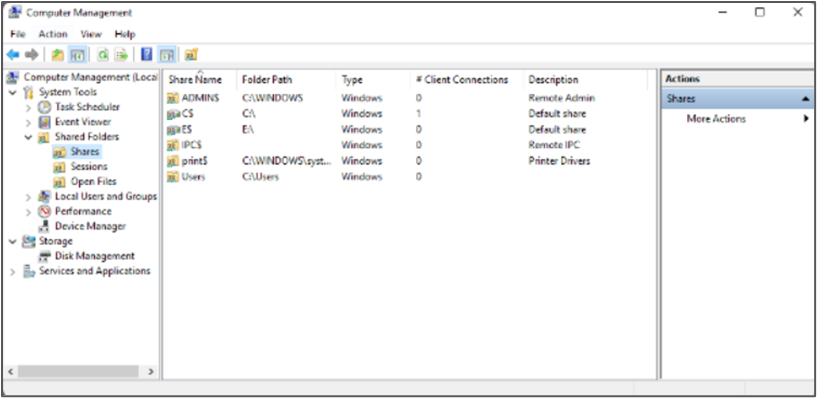 Computer Management
File Action View Help
Computer Management (Local
System Tools
Task Scheduler
Event Viewer
Shared Folders
Shares
Sessions
Open Files
Local Users and Groups
Performance
Device Manager
Storage
Disk Management
Services and Applications
Share Name Folder Path Type # Client Connections Description
ADMIN$ C:\WINDOWS Windows 0 Remote Admin
C$ C:\ Windows 1 Default share
E$ E:\ Windows 0 Default share
IPC$ Windows 0 Remote IPC
print$ C:\WINDOWS\syst... Windows 0 Printer Drivers
Users C:\Users Windows 0
Actions
Shares
More Actions